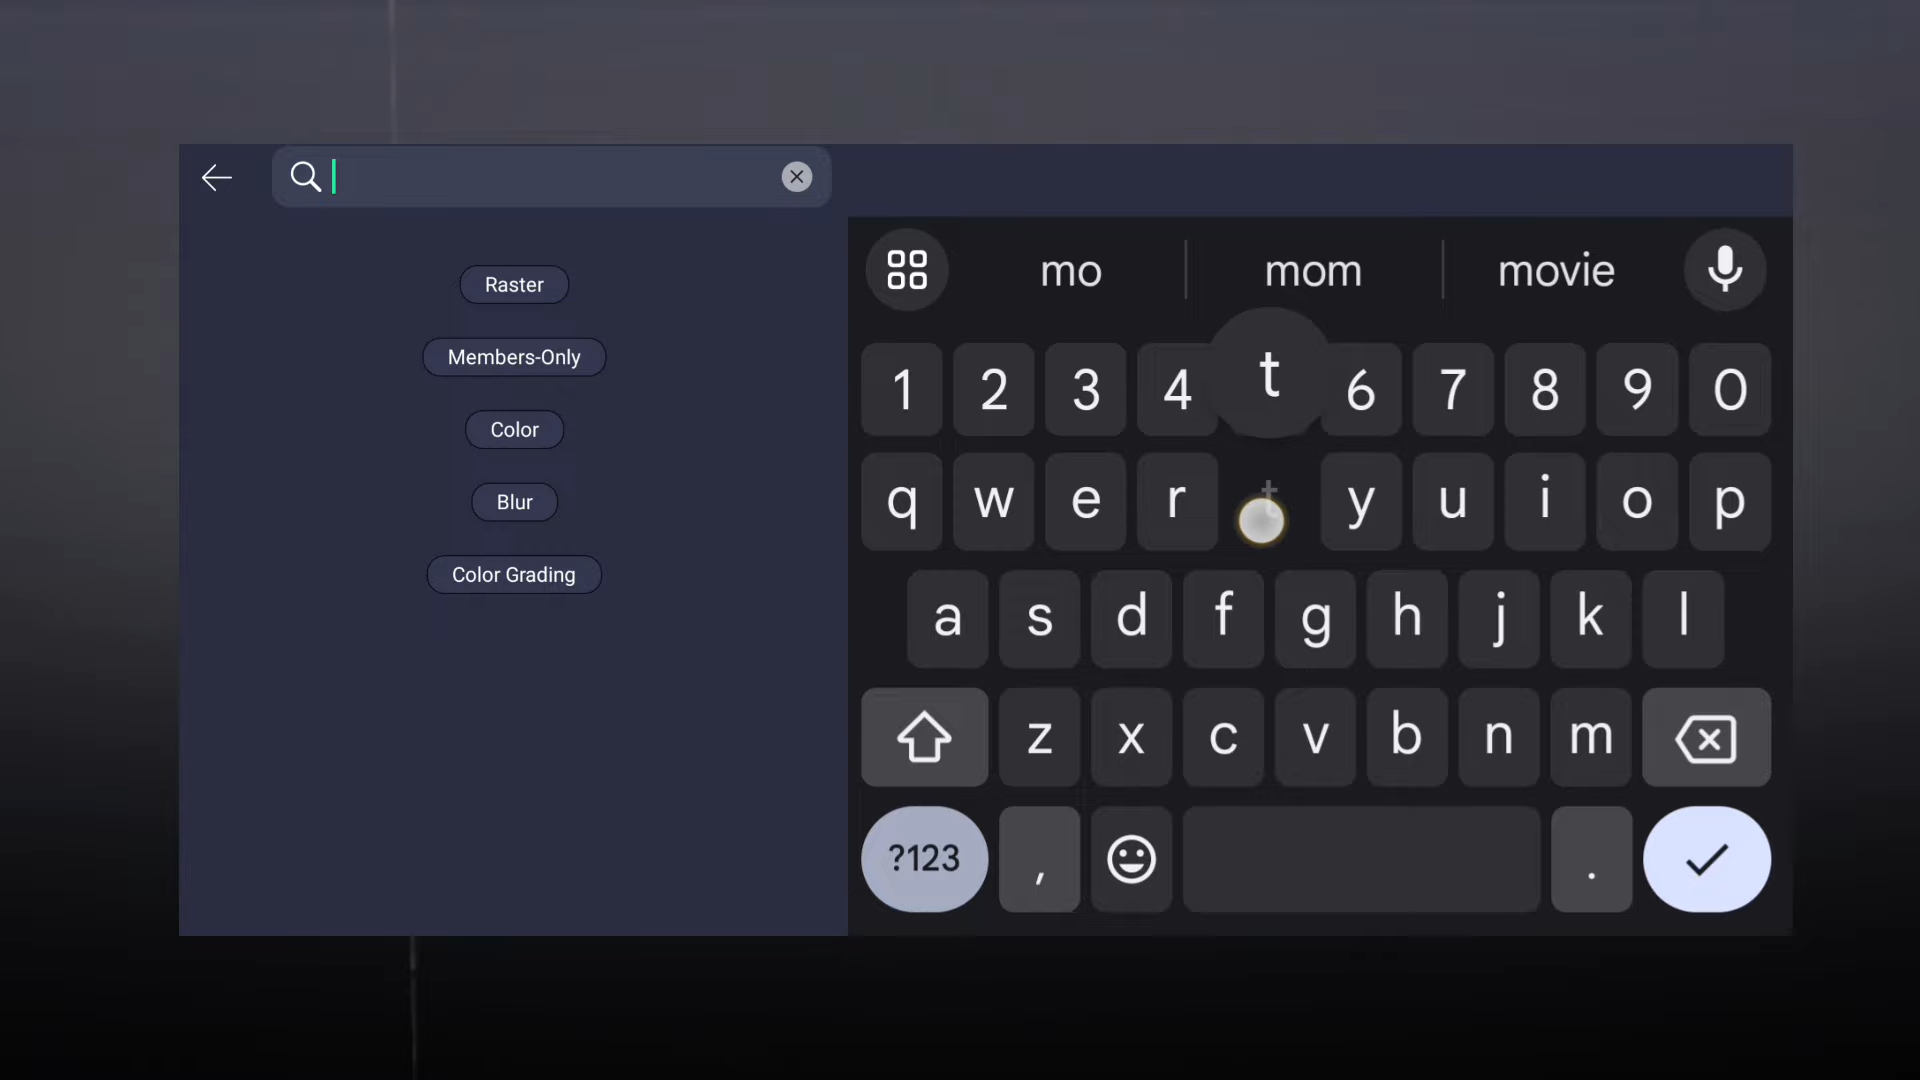 mo mom movie
Raster
Members-Only
Color
Blur
Color Grading
t
1 2 3 4 6 7 8 9 0
q w e r t y u i o p
a s d f g h j k l
z x c v b n m
?123 , .